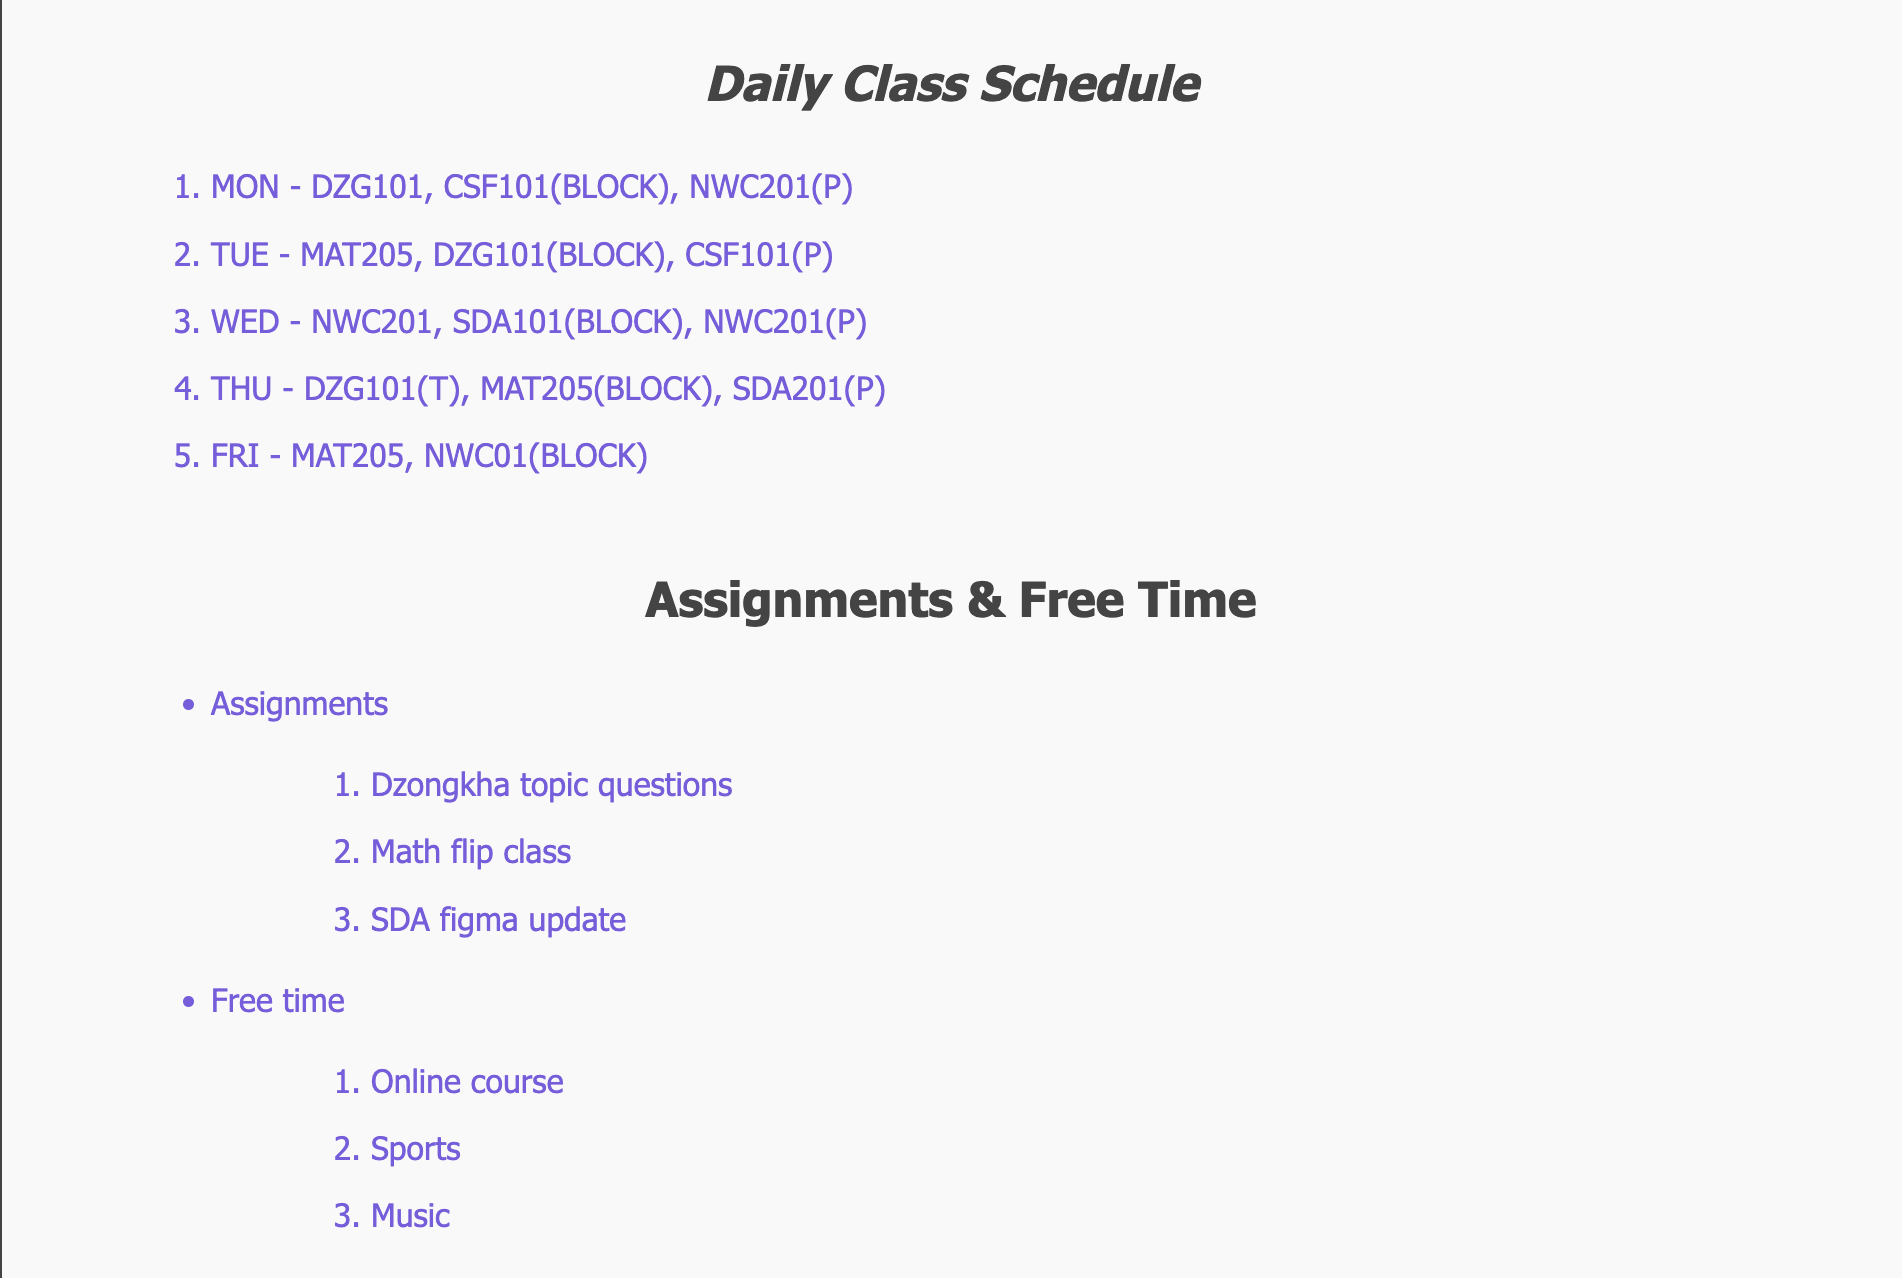 Daily Class Schedule
1. MON - DZG101, CSF101(BLOCK), NWC201(P)
2. TUE - MAT205, DZG101(BLOCK), CSF101(P)
3. WED - NWC201, SDA101(BLOCK), NWC201(P)
4. THU - DZG101(T), MAT205(BLOCK), SDA201(P)
5. FRI - MAT205, NWC01(BLOCK)
Assignments & Free Time
• Assignments
1. Dzongkha topic questions
2. Math flip class
3. SDA figma update
• Free time
1. Online course
2. Sports
3. Music